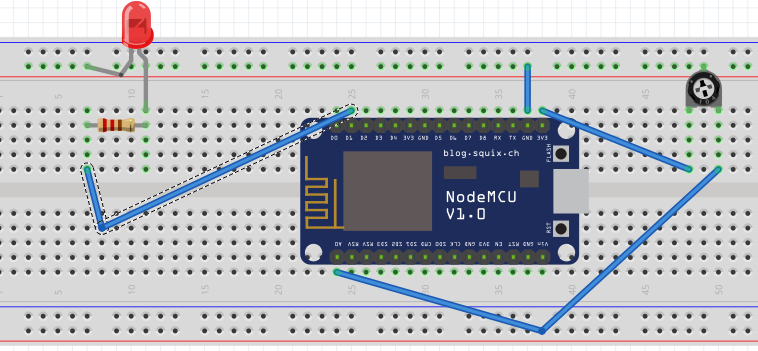 5 10 15 20 25 30 35 40 45 50
D0 D1 D2 D3 D4 3V3 GND D5 D6 D7 D8 RX TX GND 3V3
blog.squix.ch
FLASH
NodeMCU
V1.0
RST
A0 RSV RSV SD3 SD2 SD1 CMD SD0 CLK GND 3V3 EN RST GND Vin
5 10 15 20 25 30 35 40 45 50